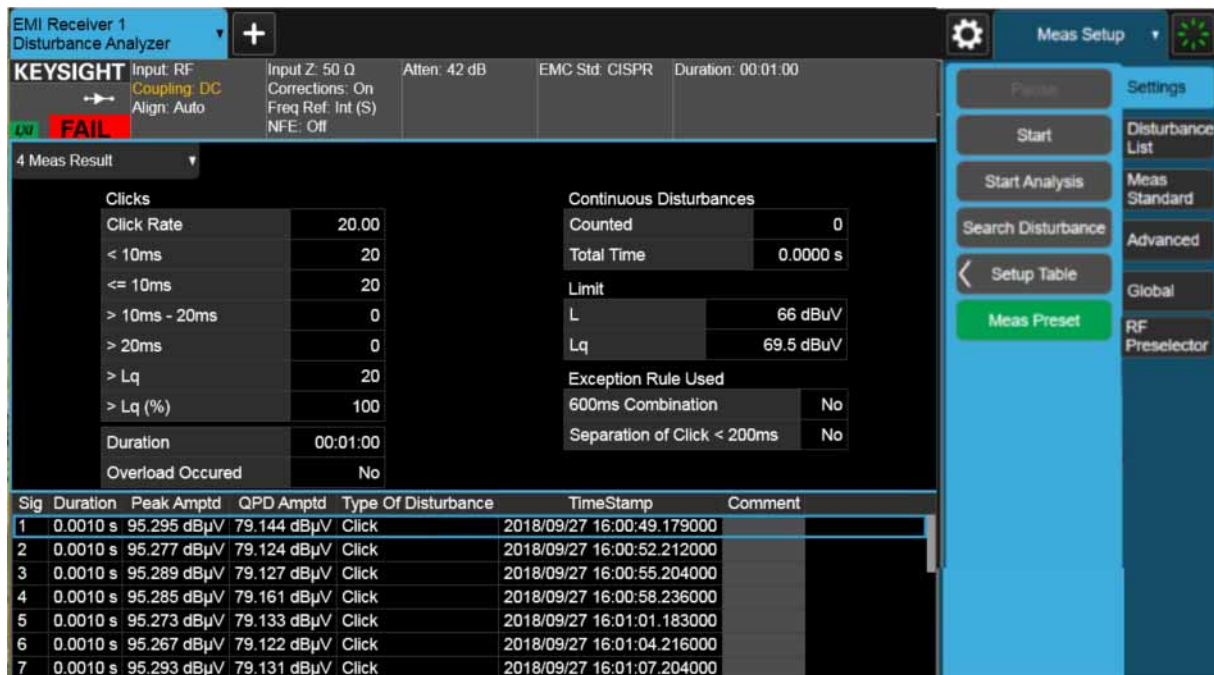 EMI Receiver 1
Disturbance Analyzer
+
Meas Setup
KEYSIGHT
LXI
FAIL
Input: RF
Coupling: DC
Align: Auto
Input Z: 50 Ω
Corrections: On
Freq Ref: Int (S)
NFE: Off
Atten: 42 dB
EMC Std: CISPR
Duration: 00:01:00
4 Meas Result
Clicks
Click Rate 20.00
< 10ms 20
<= 10ms 20
> 10ms - 20ms 0
> 20ms 0
> Lq 20
> Lq (%) 100
Duration 00:01:00
Overload Occured No
Continuous Disturbances
Counted 0
Total Time 0.0000 s
Limit
L 66 dBuV
Lq 69.5 dBuV
Exception Rule Used
600ms Combination No
Separation of Click < 200ms No
Sig Duration Peak Amptd QPD Amptd Type Of Disturbance TimeStamp Comment
1 0.0010 s 95.295 dBµV 79.144 dBµV Click 2018/09/27 16:00:49.179000
2 0.0010 s 95.277 dBµV 79.124 dBµV Click 2018/09/27 16:00:52.212000
3 0.0010 s 95.289 dBµV 79.127 dBµV Click 2018/09/27 16:00:55.204000
4 0.0010 s 95.285 dBµV 79.161 dBµV Click 2018/09/27 16:00:58.236000
5 0.0010 s 95.273 dBµV 79.133 dBµV Click 2018/09/27 16:01:01.183000
6 0.0010 s 95.267 dBµV 79.122 dBµV Click 2018/09/27 16:01:04.216000
7 0.0010 s 95.293 dBµV 79.131 dBµV Click 2018/09/27 16:01:07.204000
Pause
Start
Start Analysis
Search Disturbance
Setup Table
Meas Preset
Settings
Disturbance
List
Meas
Standard
Advanced
Global
RF
Preselector